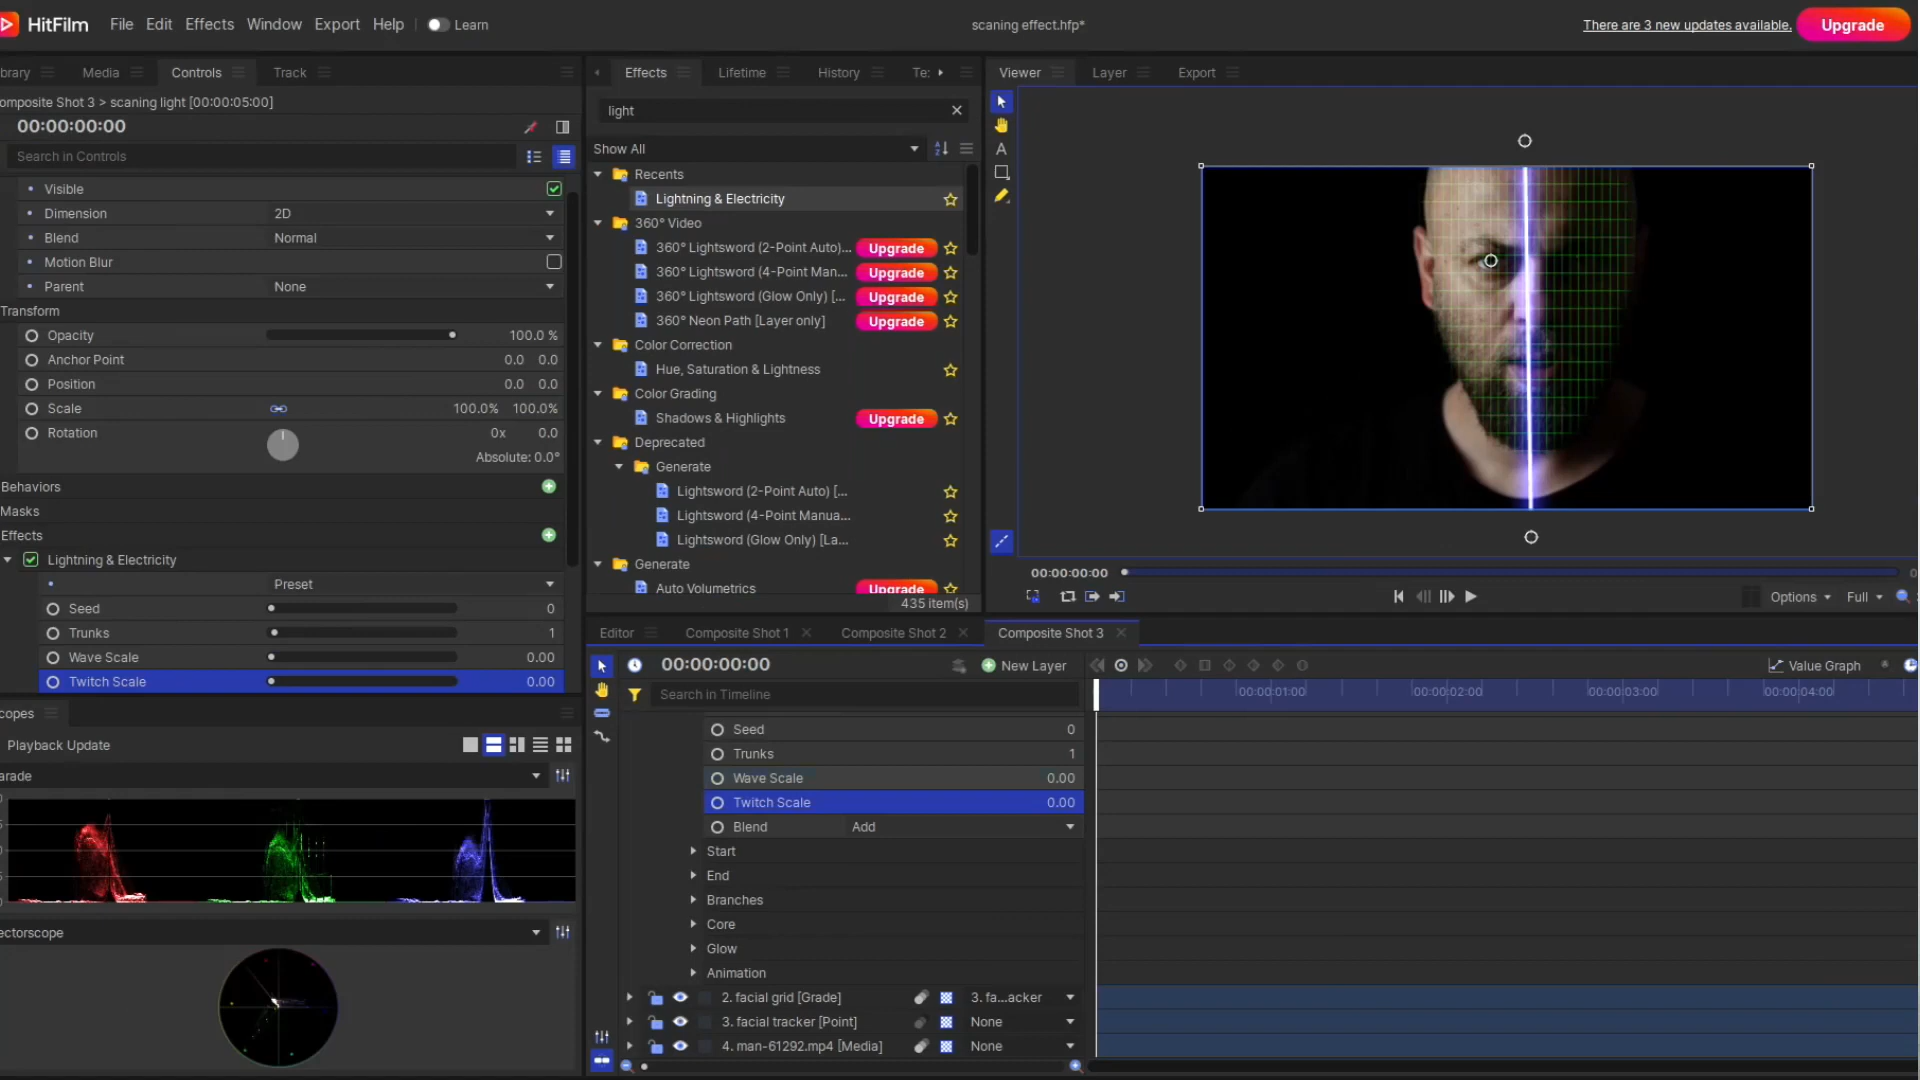 HitFilm File Edit Effects Window Export Help Learn scaning effect.hfp* There are 3 new updates available. Upgrade
brary Media Controls Track
omposite Shot 3 > scaning light [00:00:05:00]
00:00:00:00
Search in Controls
Visible
Dimension 2D
Blend Normal
Motion Blur
Parent None
Transform
Opacity 100.0 %
Anchor Point 0.0 0.0
Position 0.0 0.0
Scale 100.0% 100.0%
Rotation 0x 0.0
Absolute: 0.0°
Behaviors
Masks
Effects
Lightning & Electricity
Preset
Seed 0
Trunks 1
Wave Scale 0.00
Twitch Scale 0.00
copes
Playback Update
arade
ectorscope
Effects Lifetime History Te:
light
Show All
Recents
Lightning & Electricity
360° Video
360° Lightsword (2-Point Auto)... Upgrade
360° Lightsword (4-Point Man... Upgrade
360° Lightsword (Glow Only) [... Upgrade
360° Neon Path [Layer only] Upgrade
Color Correction
Hue, Saturation & Lightness
Color Grading
Shadows & Highlights Upgrade
Deprecated
Generate
Lightsword (2-Point Auto) [...
Lightsword (4-Point Manua...
Lightsword (Glow Only) [La...
Generate
Auto Volumetrics Upgrade
435 item(s)
Viewer Layer Export
A
00:00:00:00 0
Options Full
Editor Composite Shot 1 Composite Shot 2 Composite Shot 3
00:00:00:00 New Layer Value Graph
Search in Timeline 00:00:01:00 00:00:02:00 00:00:03:00 00:00:04:00
Seed 0
Trunks 1
Wave Scale 0.00
Twitch Scale 0.00
Blend Add
Start
End
Branches
Core
Glow
Animation
2. facial grid [Grade] 3. fa...acker
3. facial tracker [Point] None
4. man-61292.mp4 [Media] None